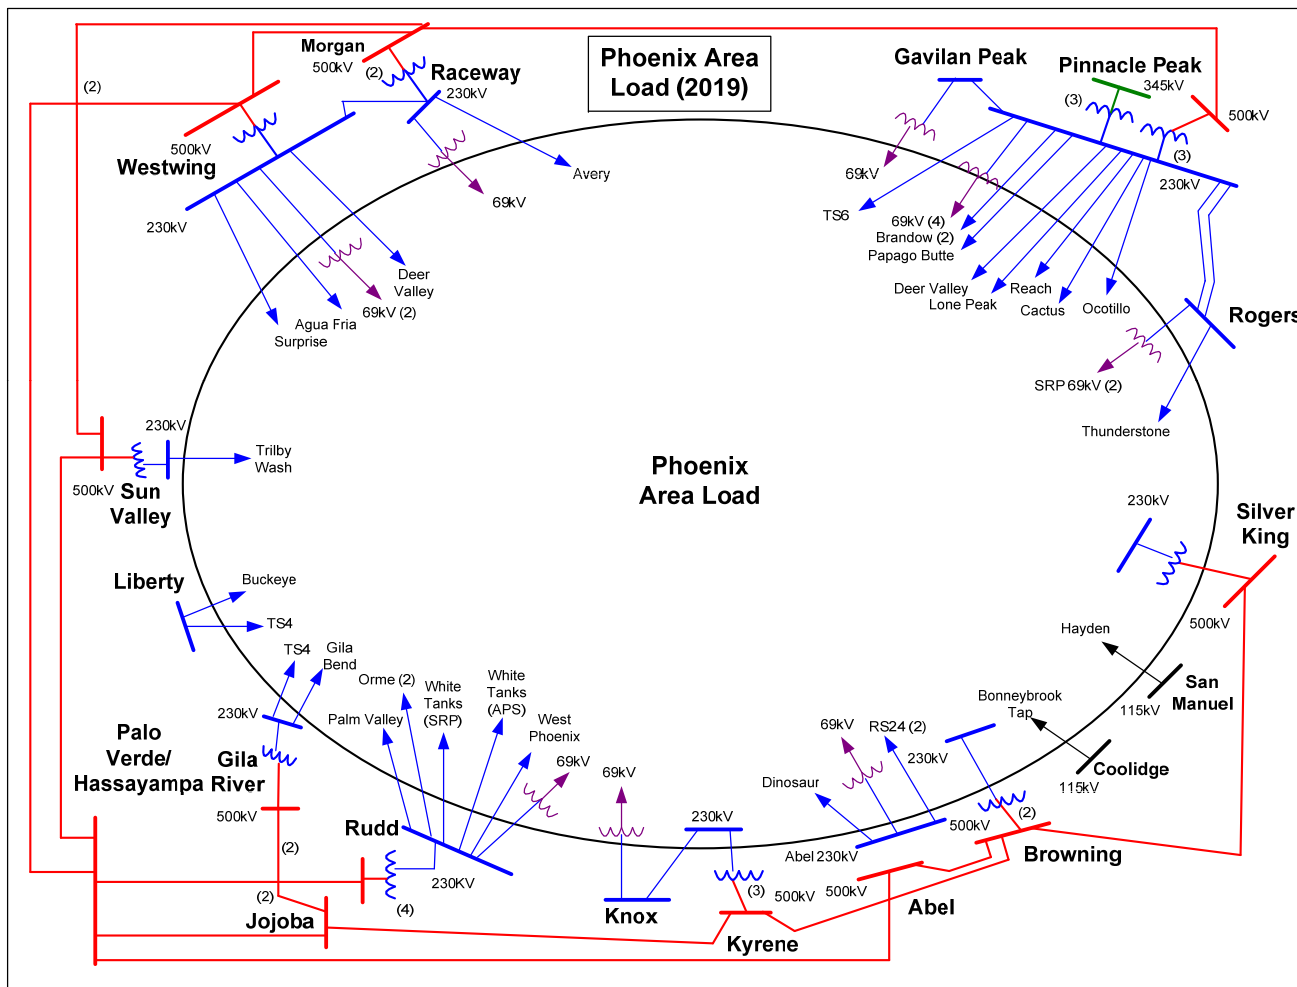 Phoenix Area
Load (2019)
Morgan
500kV
(2)
Raceway
230kV
Gavilan Peak
Pinnacle Peak
345kV
(3)
500kV
(3)
230kV
(2)
500kV
Westwing
230kV
Avery
69kV
69kV
TS6
69kV (4)
Brandow (2)
Papago Butte
Deer Valley
Lone Peak
Reach
Cactus
Ocotillo
Deer
Valley
69kV (2)
Agua Fria
Surprise
Rogers
SRP 69kV (2)
Thunderstone
230kV
Trilby
Wash
500kV
Sun
Valley
Phoenix
Area Load
230kV
Silver
King
500kV
Liberty
Buckeye
TS4
Hayden
San
Manuel
115kV
Bonneybrook
Tap
Coolidge
115kV
TS4
Gila
Bend
230kV
Palo
Verde/
Hassayampa
Gila
River
500kV
(2)
Orme (2)
Palm Valley
White
Tanks
(SRP)
White
Tanks
(APS)
West
Phoenix
69kV
Rudd
230KV
(4)
(2)
Jojoba
69kV
Knox
230kV
(3)
500kV
Kyrene
69kV
RS24 (2)
Dinosaur
230kV
Abel 230kV
500kV
(2)
Browning
500kV
Abel